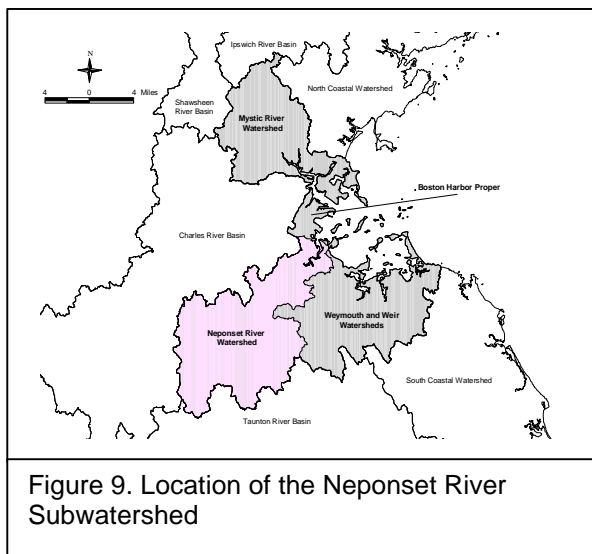 Ipswich River Basin
N
4 0 4 Miles
North Coastal Watershed
Shawsheen
River Basin
Mystic River
Watershed
Boston Harbor Proper
Charles River Basin
Neponset River
Watershed
Weymouth and Weir
Watersheds
South Coastal Watershed
Taunton River Basin
Figure 9. Location of the Neponset River
Subwatershed